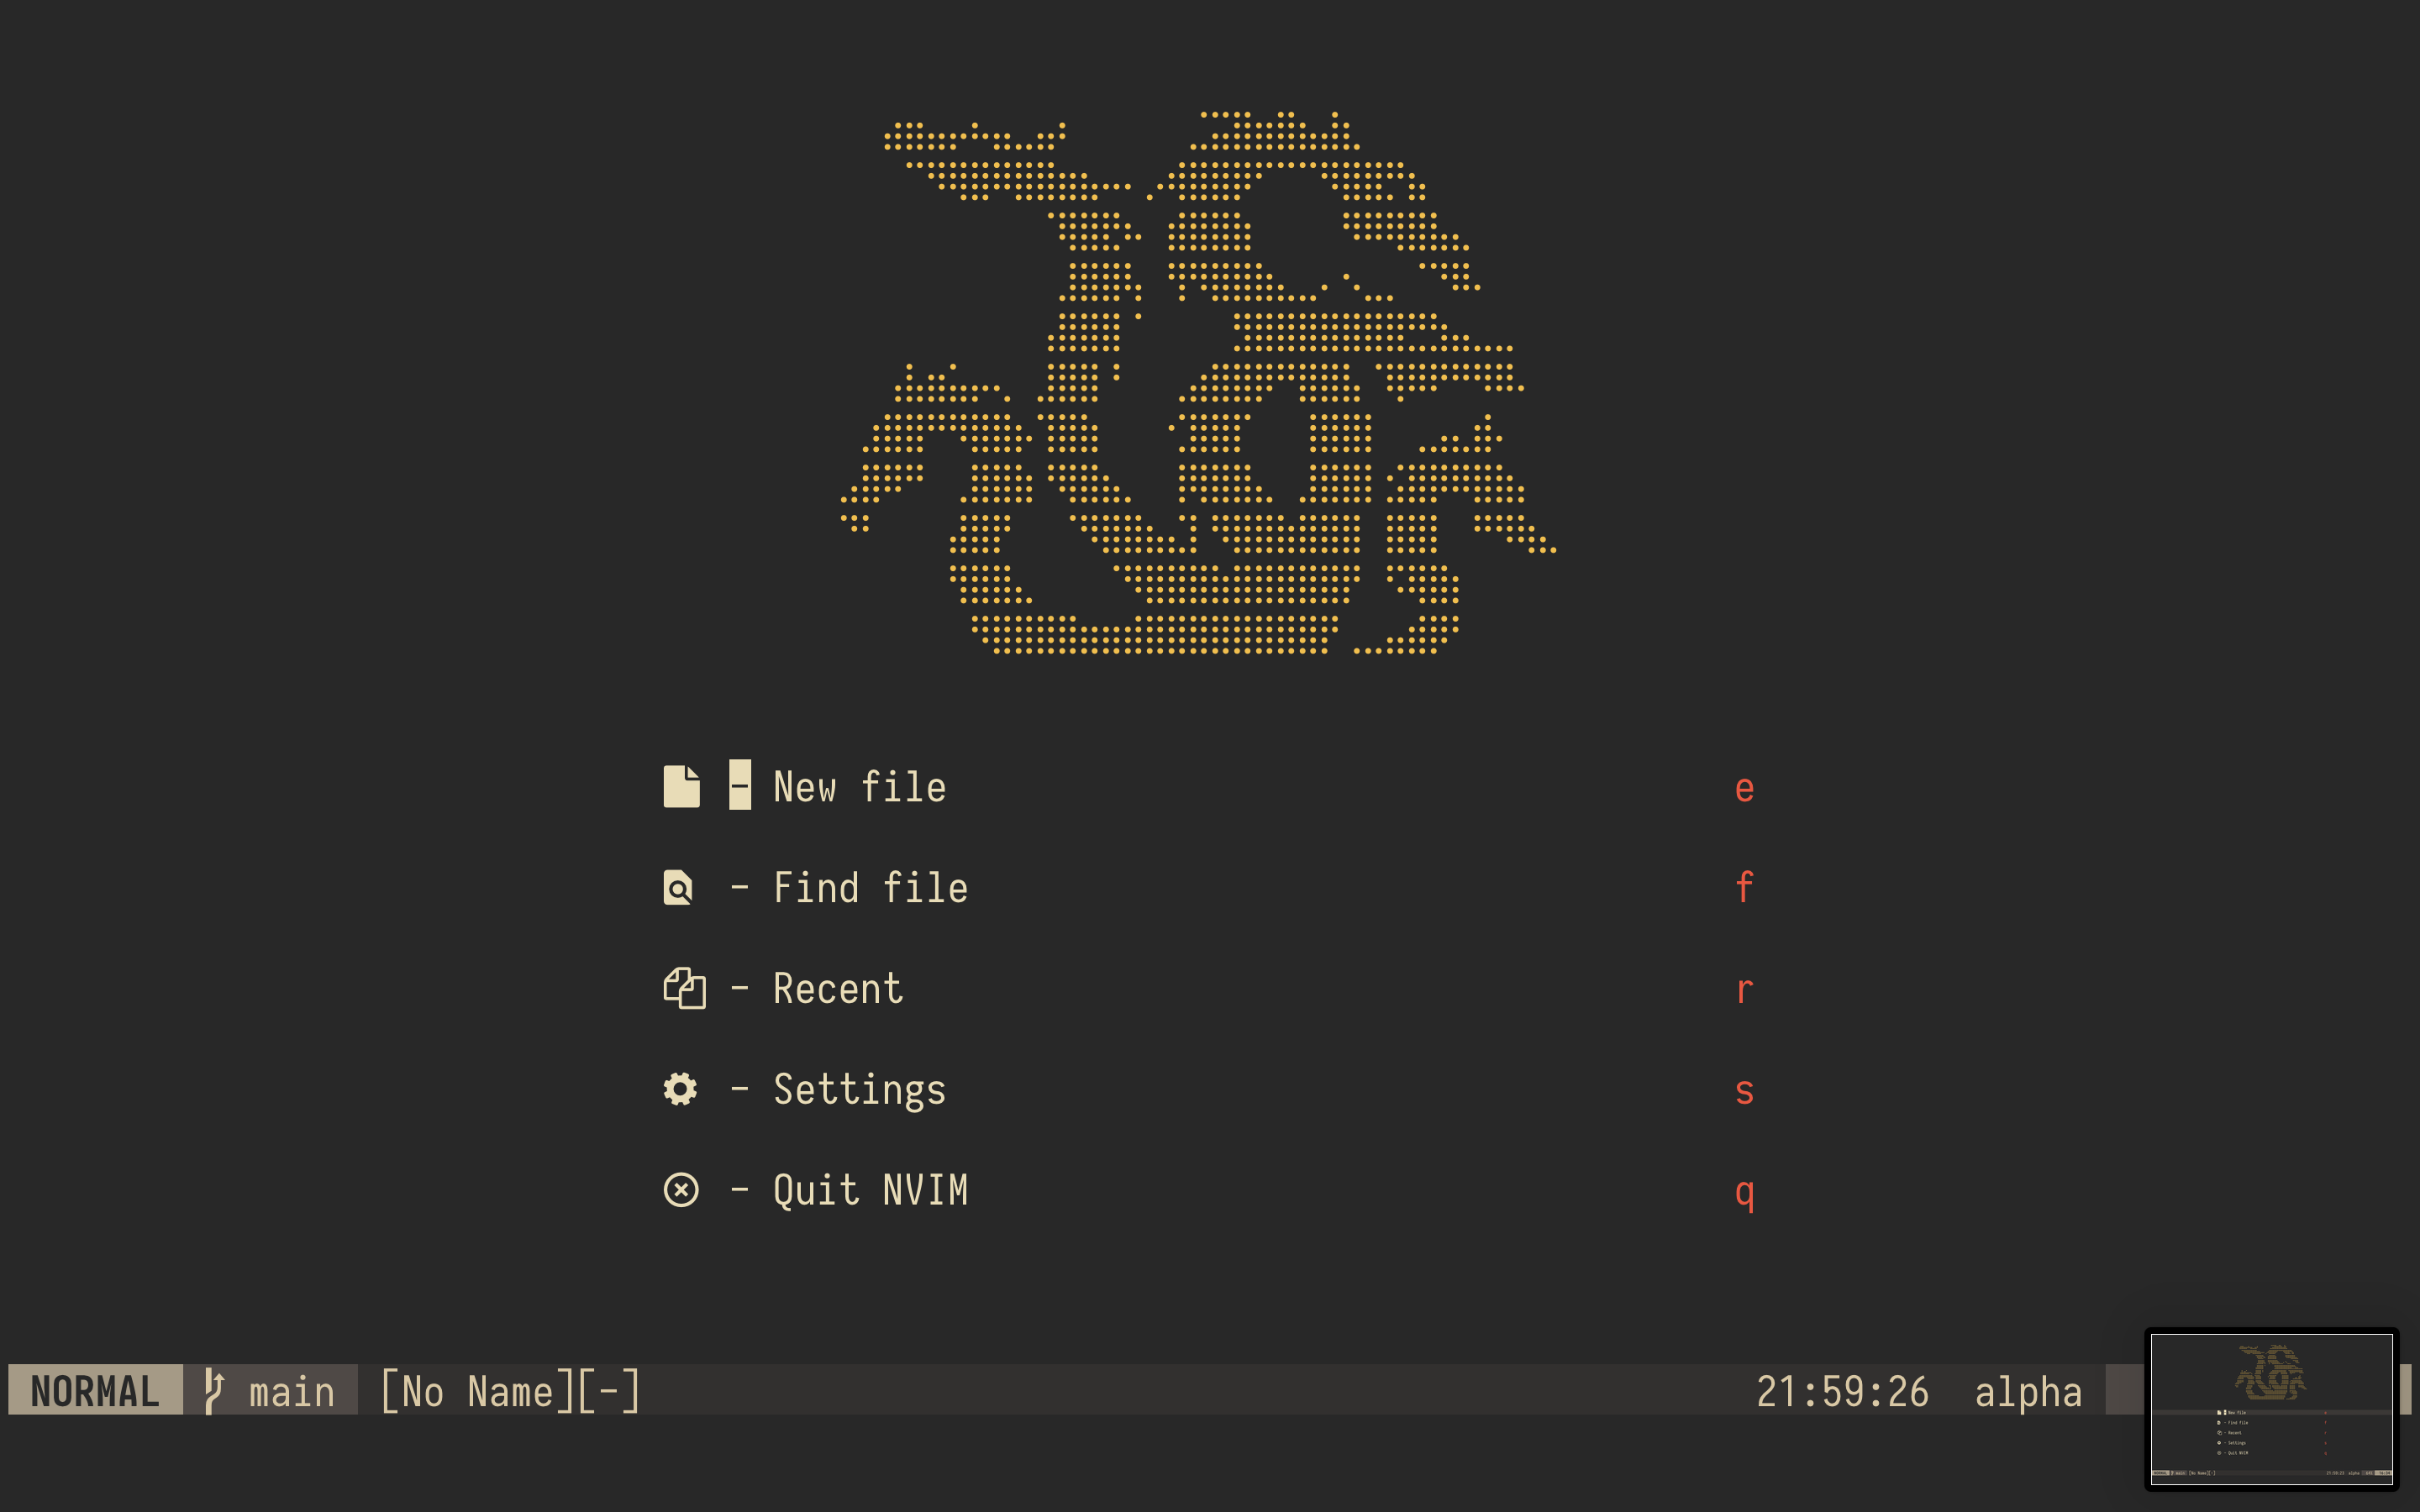 - New file e
- Find file f
- Recent r
- Settings s
- Quit NVIM q
NORMAL main [No Name][-] 21:59:26 alpha